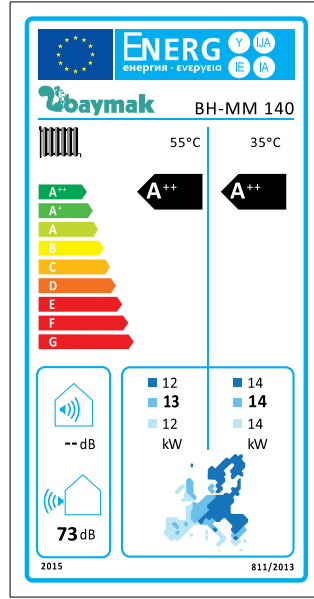 ENERG Y IJA
енергия · ενεργεια IE IA
baymak BH-MM 140
55°C 35°C
A++ A++ A++
A+
A
B
C
D
E
F
G
12 14
13 14
12 14
kW kW
-- dB
73 dB
2015 811/2013